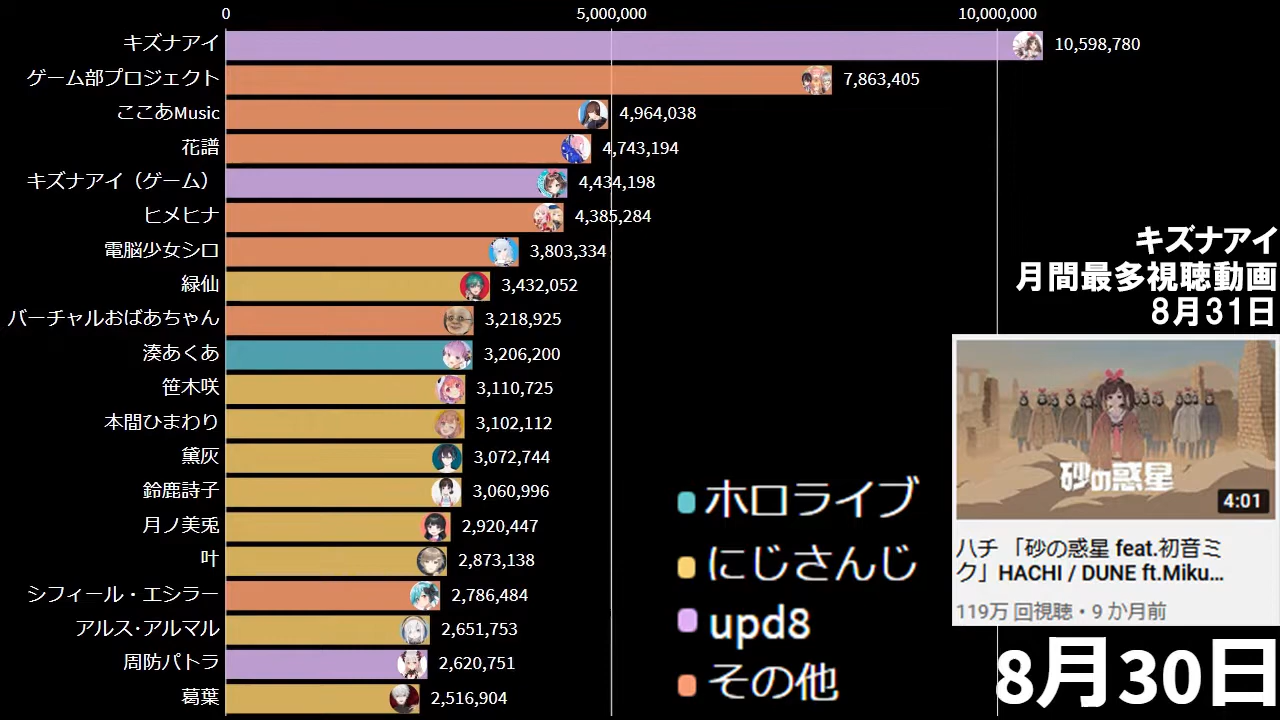 0
5,000,000
10,000,000
キズナアイ 10,598,780
ゲーム部プロジェクト 7,863,405
ここあMusic 4,964,038
花譜 4,743,194
キズナアイ（ゲーム） 4,434,198
ヒメヒナ 4,385,284
電脳少女シロ 3,803,334
緑仙 3,432,052
バーチャルおばあちゃん 3,218,925
湊あくあ 3,206,200
笹木咲 3,110,725
本間ひまわり 3,102,112
黛灰 3,072,744
鈴鹿詩子 3,060,996
月ノ美兎 2,920,447
叶 2,873,138
シフィール・エシラー 2,786,484
アルス・アルマル 2,651,753
周防パトラ 2,620,751
葛葉 2,516,904
ホロライブ
にじさんじ
upd8
その他
キズナアイ
月間最多視聴動画
8月31日
砂の惑星
4:01
ハチ 「砂の惑星 feat.初音ミ
ク」HACHI / DUNE ft.Miku...
119万 回視聴・9 か月前
8月30日